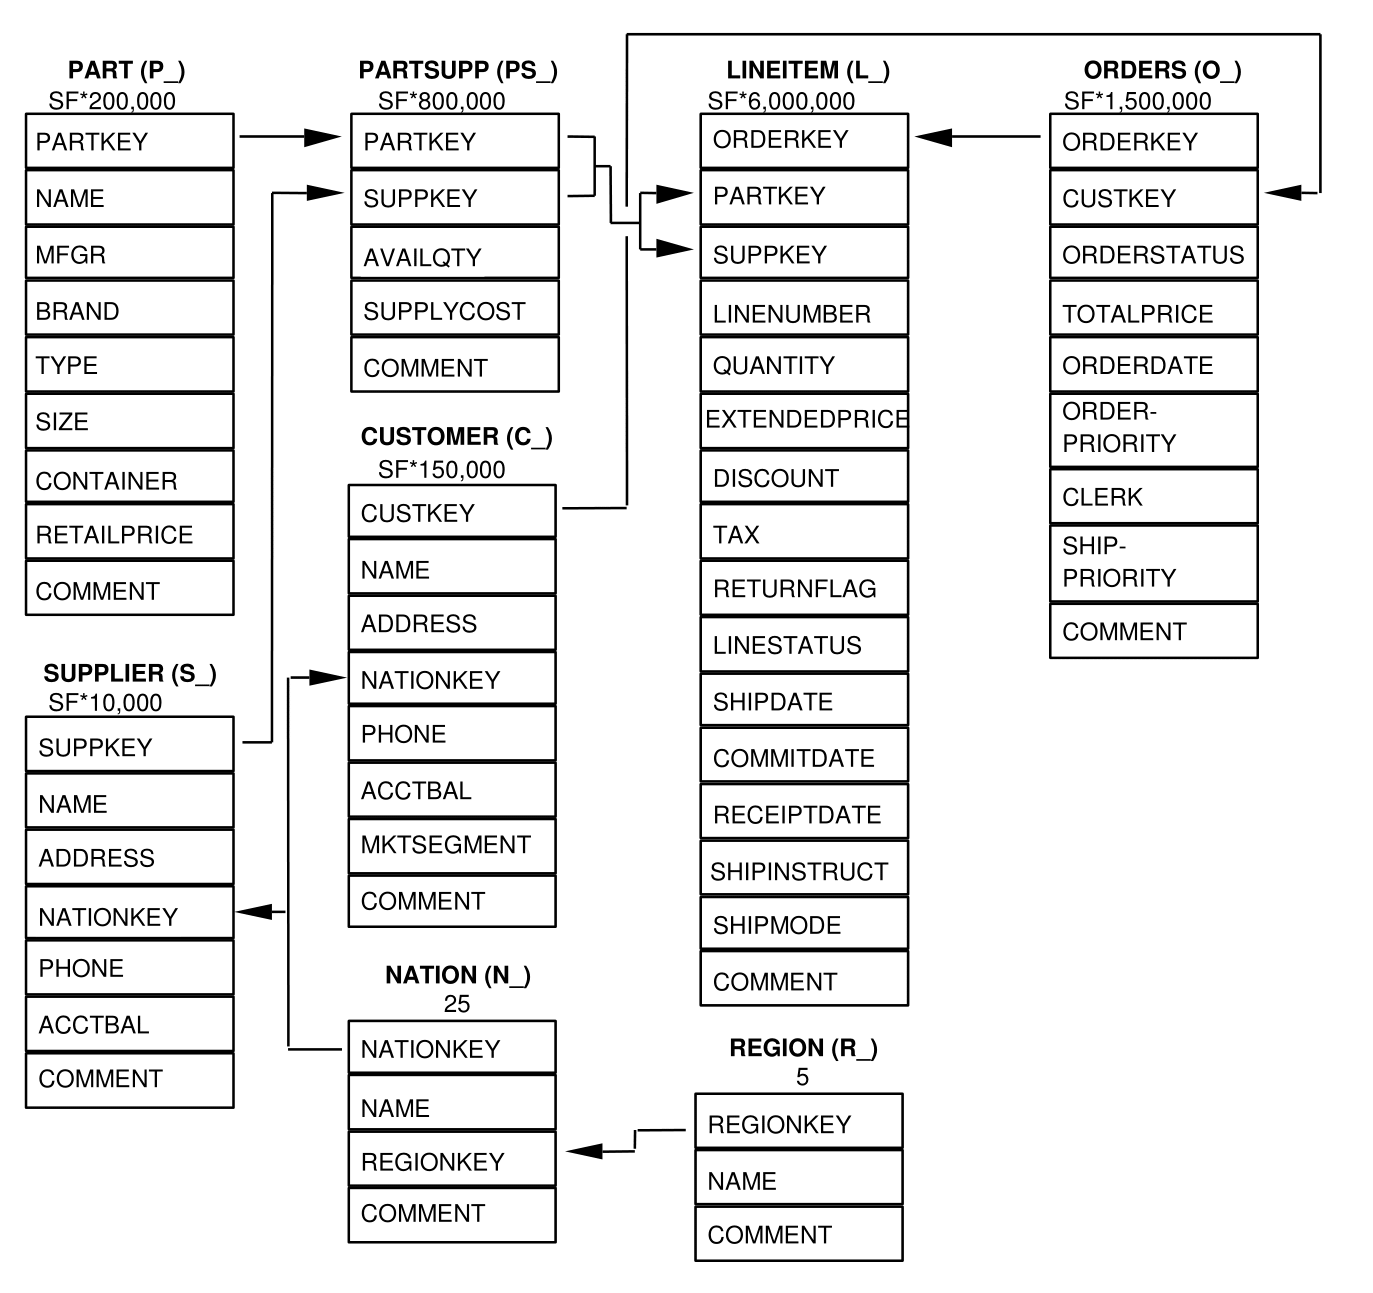 PART (P_)
SF*200,000
PARTKEY
NAME
MFGR
BRAND
TYPE
SIZE
CONTAINER
RETAILPRICE
COMMENT
SUPPLIER (S_)
SF*10,000
SUPPKEY
NAME
ADDRESS
NATIONKEY
PHONE
ACCTBAL
COMMENT
PARTSUPP (PS_)
SF*800,000
PARTKEY
SUPPKEY
AVAILQTY
SUPPLYCOST
COMMENT
CUSTOMER (C_)
SF*150,000
CUSTKEY
NAME
ADDRESS
NATIONKEY
PHONE
ACCTBAL
MKTSEGMENT
COMMENT
NATION (N_)
25
NATIONKEY
NAME
REGIONKEY
COMMENT
LINEITEM (L_)
SF*6,000,000
ORDERKEY
PARTKEY
SUPPKEY
LINENUMBER
QUANTITY
EXTENDEDPRICE
DISCOUNT
TAX
RETURNFLAG
LINESTATUS
SHIPDATE
COMMITDATE
RECEIPTDATE
SHIPINSTRUCT
SHIPMODE
COMMENT
REGION (R_)
5
REGIONKEY
NAME
COMMENT
ORDERS (O_)
SF*1,500,000
ORDERKEY
CUSTKEY
ORDERSTATUS
TOTALPRICE
ORDERDATE
ORDER-
PRIORITY
CLERK
SHIP-
PRIORITY
COMMENT